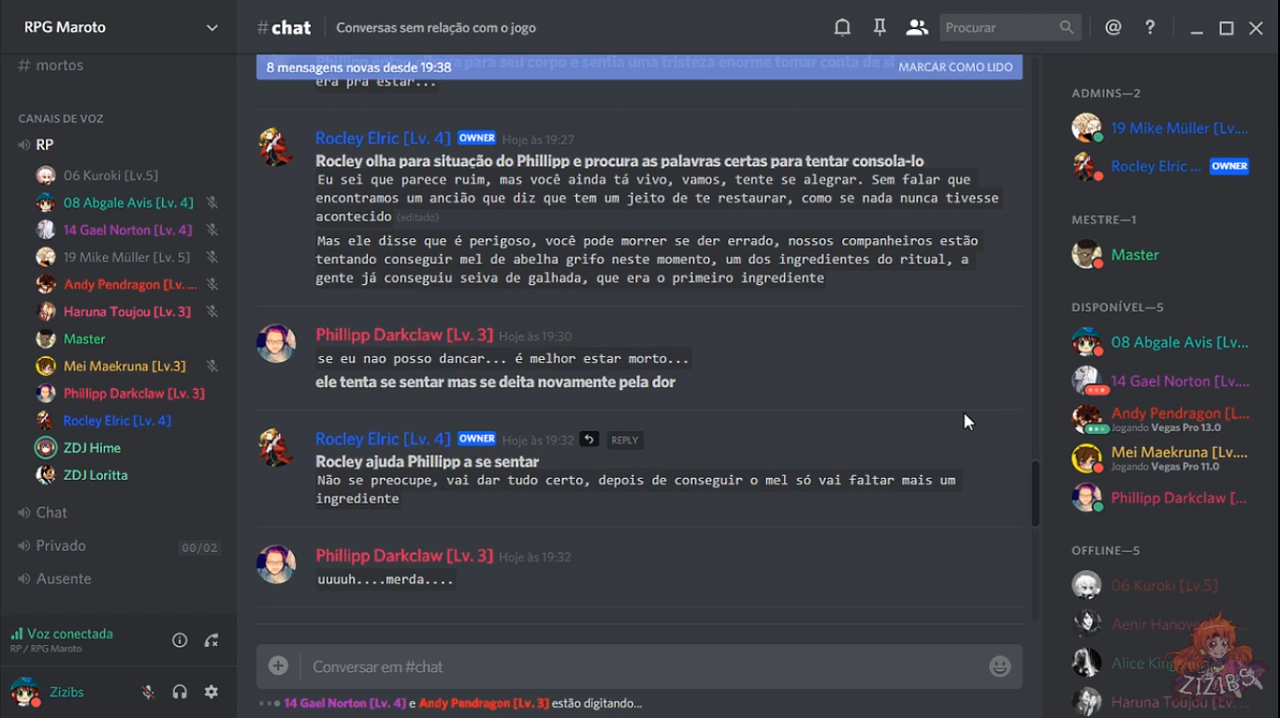 RPG Maroto
# mortos
CANAIS DE VOZ
RP
06 Kuroki [Lv.5]
08 Abgale Avis [Lv. 4]
14 Gael Norton [Lv. 4]
19 Mike Müller [Lv. 5]
Andy Pendragon [Lv. ...
Haruna Toujou [Lv. 3]
Master
Mei Maekruna [Lv.3]
Phillipp Darkclaw [Lv. 3]
Rocley Elric [Lv. 4]
ZDJ Hime
ZDJ Loritta
Chat
Privado 00/02
Ausente
Voz conectada
RP / RPG Maroto
Zizibs
#chat Conversas sem relação com o jogo
Procurar
8 mensagens novas desde 19:38 MARCAR COMO LIDO
para seu corpo e sentia uma tristeza enorme tomar conta de si
era pra estar...
Rocley Elric [Lv. 4] OWNER Hoje às 19:27
Rocley olha para situação do Phillipp e procura as palavras certas para tentar consola-lo
Eu sei que parece ruim, mas você ainda tá vivo, vamos, tente se alegrar. Sem falar que
encontramos um ancião que diz que tem um jeito de te restaurar, como se nada nunca tivesse
acontecido (editado)
Mas ele disse que é perigoso, você pode morrer se der errado, nossos companheiros estão
tentando conseguir mel de abelha grifo neste momento, um dos ingredientes do ritual, a
gente já conseguiu seiva de galhada, que era o primeiro ingrediente
Phillipp Darkclaw [Lv. 3] Hoje às 19:30
se eu nao posso dancar... é melhor estar morto...
ele tenta se sentar mas se deita novamente pela dor
Rocley Elric [Lv. 4] OWNER Hoje às 19:32 REPLY
Rocley ajuda Phillipp a se sentar
Não se preocupe, vai dar tudo certo, depois de conseguir o mel só vai faltar mais um
ingrediente
Phillipp Darkclaw [Lv. 3] Hoje às 19:32
uuuuh....merda....
Conversar em #chat
14 Gael Norton [Lv. 4] e Andy Pendragon [Lv. 3] estão digitando...
ADMINS—2
19 Mike Müller [Lv....
Rocley Elric ... OWNER
MESTRE—1
Master
DISPONÍVEL—5
08 Abgale Avis [Lv...
14 Gael Norton [Lv....
Andy Pendragon [L...
Jogando Vegas Pro 13.0
Mei Maekruna [Lv....
Jogando Vegas Pro 11.0
Phillipp Darkclaw [...
OFFLINE—5
06 Kuroki [Lv.5]
Aenir Hanove
Alice King
Haruna Toujou [L
ZIZIBS